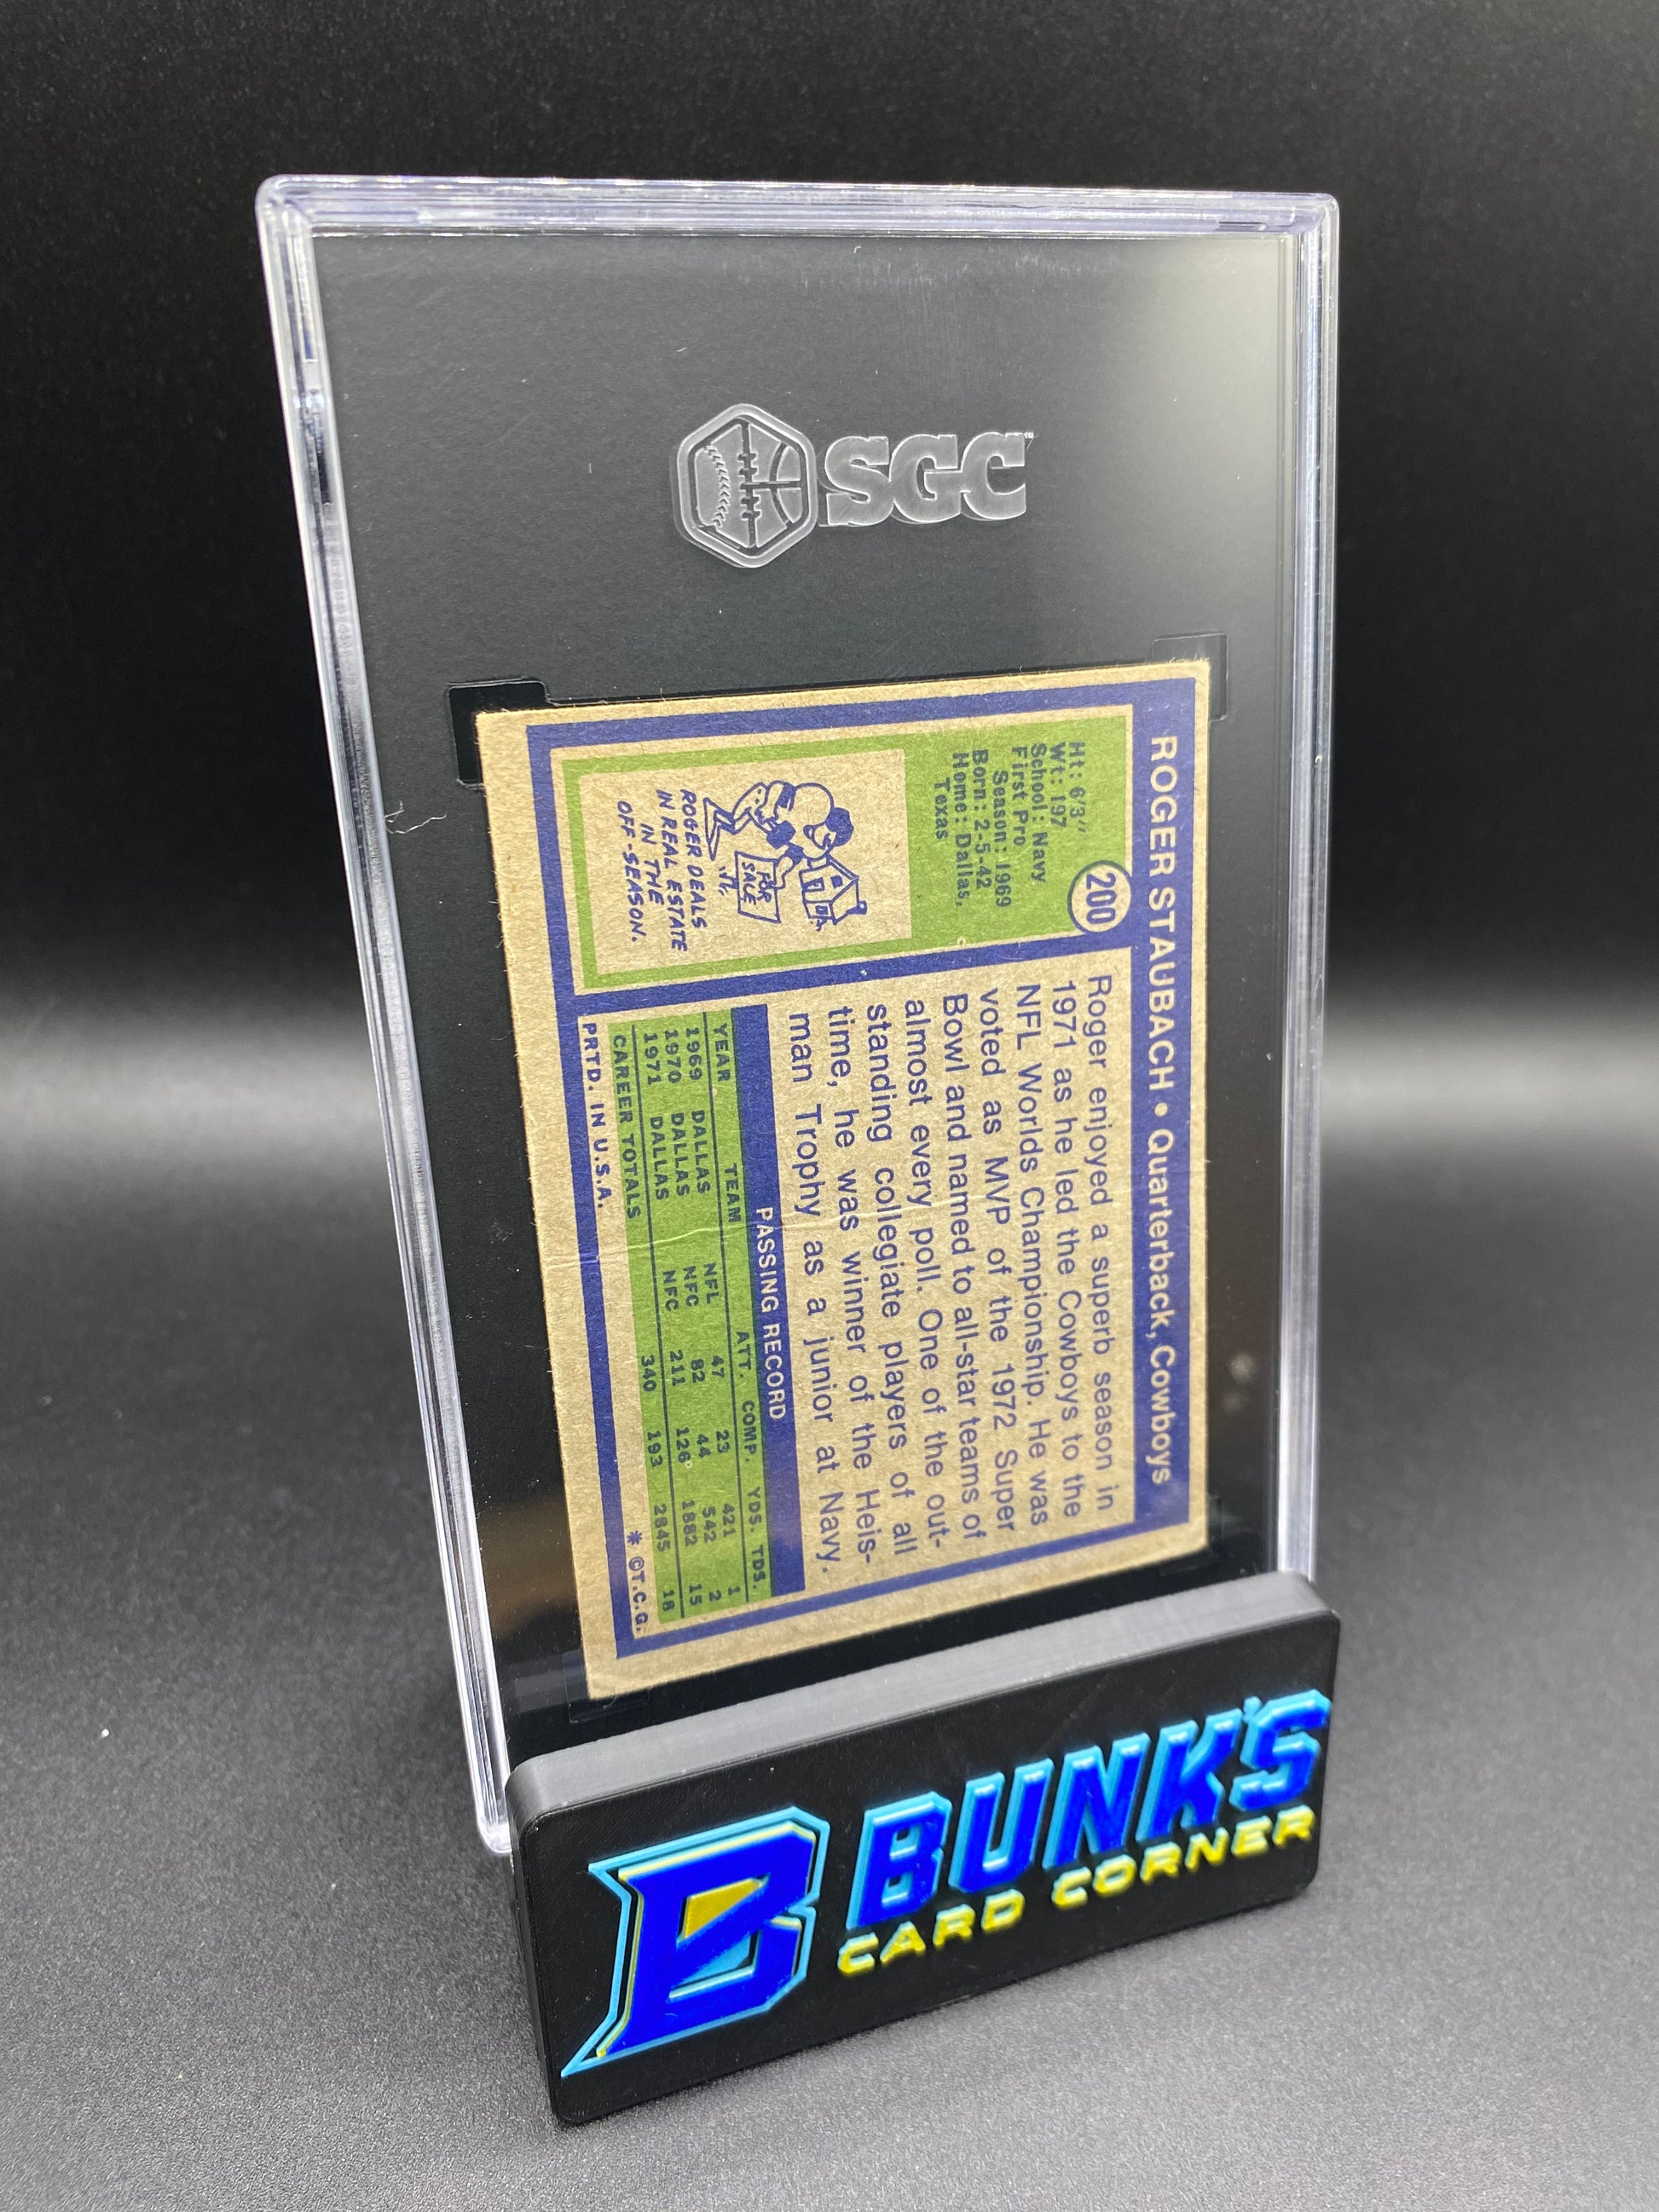 SGC
ROGER STAUBACH • Quarterback, Cowboys
200
Ht: 6'3"
Wt: 197
School: Navy
First Pro
Season: 1969
Born: 2-5-42
Home: Dallas,
Texas
FOR
SALE
ROGER DEALS
IN REAL ESTATE
IN THE
OFF-SEASON.
Roger enjoyed a superb season in
1971 as he led the Cowboys to the
NFL Worlds Championship. He was
voted as MVP of the 1972 Super
Bowl and named to all-star teams of
almost every poll. One of the out-
standing collegiate players of all
time, he was winner of the Heis-
man Trophy as a junior at Navy.
PASSING RECORD
YEAR TEAM ATT. COMP. YDS. TDS.
1969 DALLAS NFL 47 23 421 1
1970 DALLAS NFC 82 44 542 2
1971 DALLAS NFC 211 126 1882 15
CAREER TOTALS 340 193 2845 18
PRTD. IN U.S.A. * ©T.C.G.
B BUNK'S
CARD CORNER